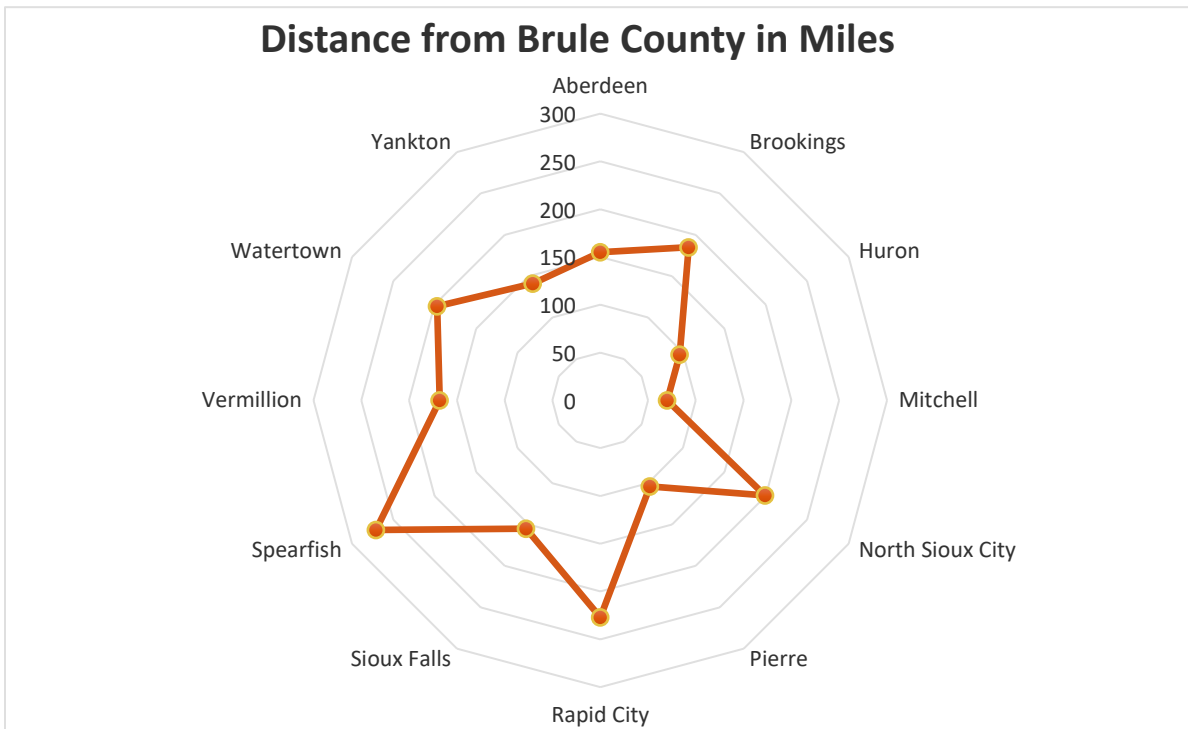 Distance from Brule County in Miles
Aberdeen
300
Yankton
Brookings
250
200
Watertown
Huron
150
100
50
Vermillion
0
Mitchell
Spearfish
North Sioux City
Sioux Falls
Pierre
Rapid City